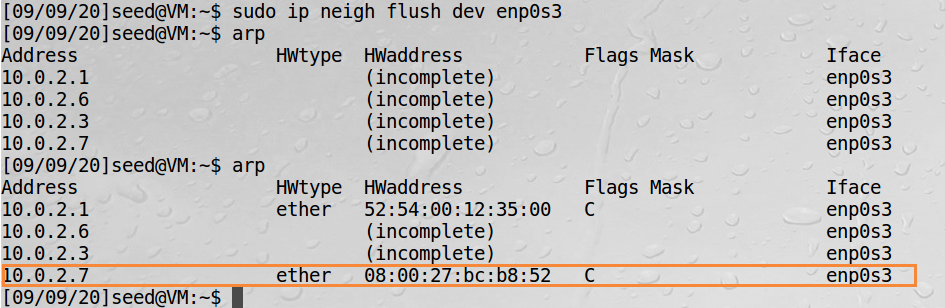 [09/09/20]seed@VM:~$ sudo ip neigh flush dev enp0s3
[09/09/20]seed@VM:~$ arp
Address                  HWtype  HWaddress           Flags Mask            Iface
10.0.2.1                         (incomplete)                              enp0s3
10.0.2.6                         (incomplete)                              enp0s3
10.0.2.3                         (incomplete)                              enp0s3
10.0.2.7                         (incomplete)                              enp0s3
[09/09/20]seed@VM:~$ arp
Address                  HWtype  HWaddress           Flags Mask            Iface
10.0.2.1                 ether   52:54:00:12:35:00   C                     enp0s3
10.0.2.6                         (incomplete)                              enp0s3
10.0.2.3                         (incomplete)                              enp0s3
10.0.2.7                 ether   08:00:27:bc:b8:52   C                     enp0s3
[09/09/20]seed@VM:~$